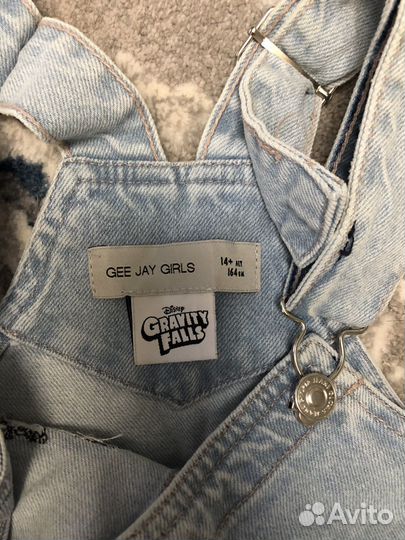 GEE JAY GIRLS
14+ ЛЕТ
164 см
Disney
GRAVITY
FALLS
Avito